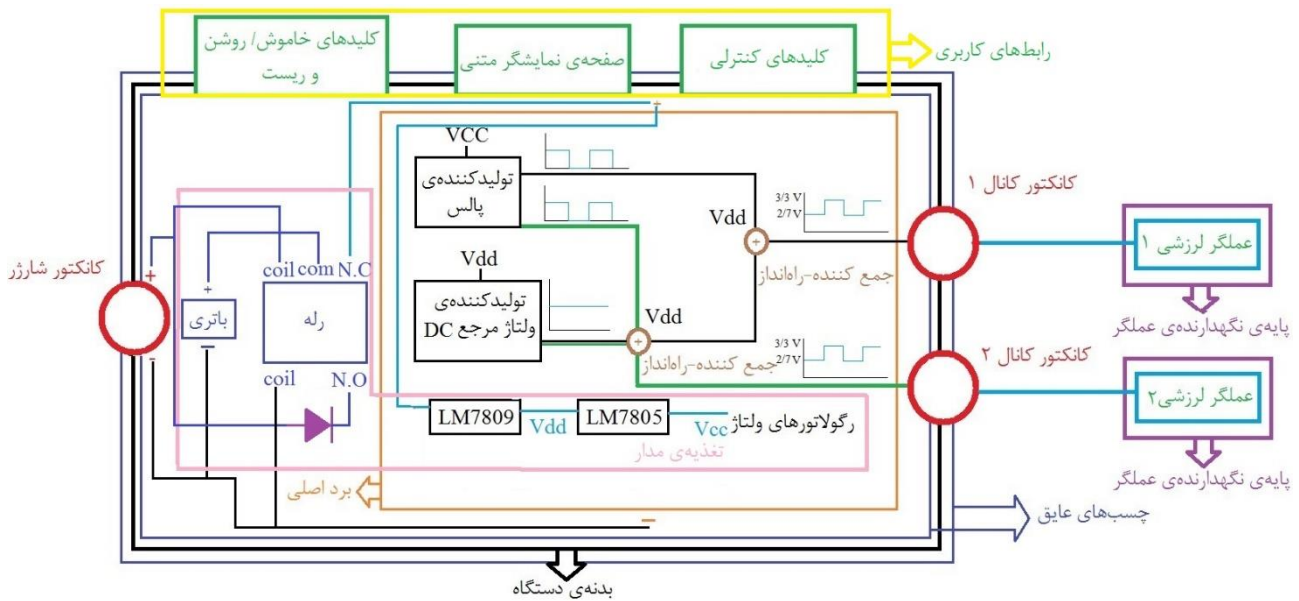 کلیدهای خاموش/ روشن
و ریست
صفحه‌ی نمایشگر متنی
کلیدهای کنترلی
رابط‌های کاربری
VCC
تولیدکننده‌ی
پالس
Vdd
تولیدکننده‌ی
ولتاژ مرجع DC
Vdd
+
جمع کننده-راه‌انداز
Vdd
+
جمع کننده-راه‌انداز
3/3 V
2/7 V
3/3 V
2/7 V
کانکتور کانال ۱
عملگر لرزشی ۱
پایه‌ی نگهدارنده‌ی عملگر
کانکتور کانال ۲
عملگر لرزشی۲
پایه‌ی نگهدارنده‌ی عملگر
کانکتور شارژر
+
-
+
باتری
-
coil com N.C
رله
coil
N.O
+
LM7809
Vdd
LM7805
Vcc
رگولاتورهای ولتاژ
تغذیه‌ی مدار
برد اصلی
-
چسب‌های عایق
بدنه‌ی دستگاه